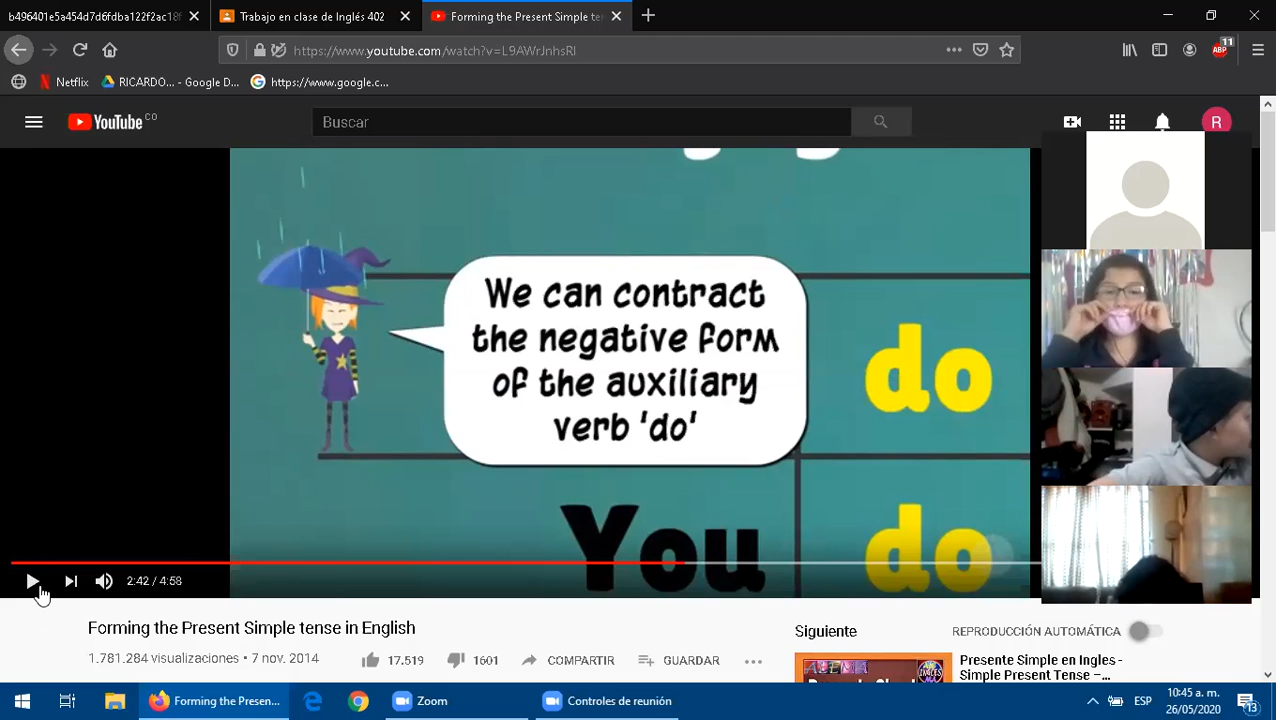 b496401e5a454d7d6fdba122f2ac18f
Trabajo en clase de Inglés 402
Forming the Present Simple te
https://www.youtube.com/watch?v=L9AWrJnhsRI
ABP
11
Netflix
RICARDO... - Google D...
https://www.google.c...
YouTube CO
Buscar
R
We can contract
the negative form
of the auxiliary
verb 'do'
do
You
do
2:42 / 4:58
Forming the Present Simple tense in English
1.781.284 visualizaciones • 7 nov. 2014
17.519
1601
COMPARTIR
GUARDAR
Siguiente
REPRODUCCIÓN AUTOMÁTICA
Presente Simple en Ingles -
Simple Present Tense –...
Forming the Presen...
Zoom
Controles de reunión
ESP
10:45 a. m.
26/05/2020
13